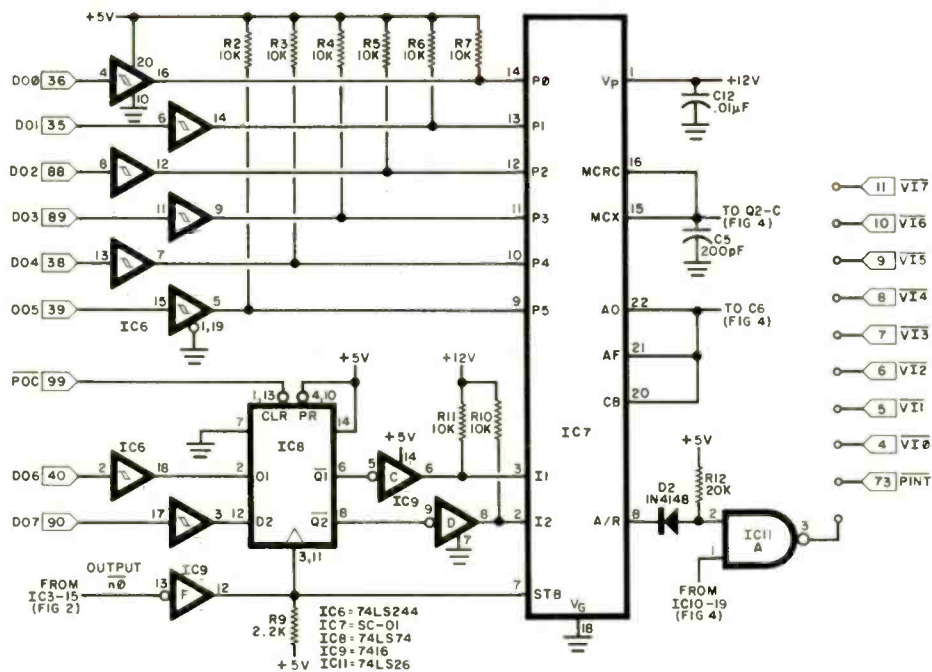 +5V
R2 10K
R3 10K
R4 10K
R5 10K
R6 10K
R7 10K
DO0 36 4 20 10 16 14 P0
DO1 35 6 14 13 P1
DO2 88 8 12 12 P2
DO3 89 11 9 11 P3
DO4 38 13 7 10 P4
OO5 39 15 5 9 P5
IC6 1,19
VP 1 +12V
C12 .01µF
MCRC 16
MCX 15 TO Q2-C (FIG 4)
C5 200pF
AO 22 TO C6 (FIG 4)
AF 21
CB 20
IC7
11 VI7
10 VI6
9 VI5
8 VI4
7 VI3
6 VI2
5 VI1
4 VI0
73 PINT
POC 99
+5V
1,13 4,10
CLR PR
7 14
IC8
+12V
R11 10K
R10 10K
+5V
14
IC6
DO6 40 2 18 2 O1 Q1 6 5 C 6 3 I1
IC9
DO7 90 17 3 12 D2 Q2 8 9 D 8 2 I2
7
3,11
+5V
R12 20K
D2 1N4148
A/R 8
2
1
3
IC11 A
FROM IC10-19 (FIG 4)
OUTPUT n0
FROM IC3-15 (FIG 2)
13 F 12
IC9
7 STB
VG
18
R9 2.2K
+5V
IC6=74LS244
IC7=SC-01
IC8=74LS74
IC9=7416
IC11=74LS26